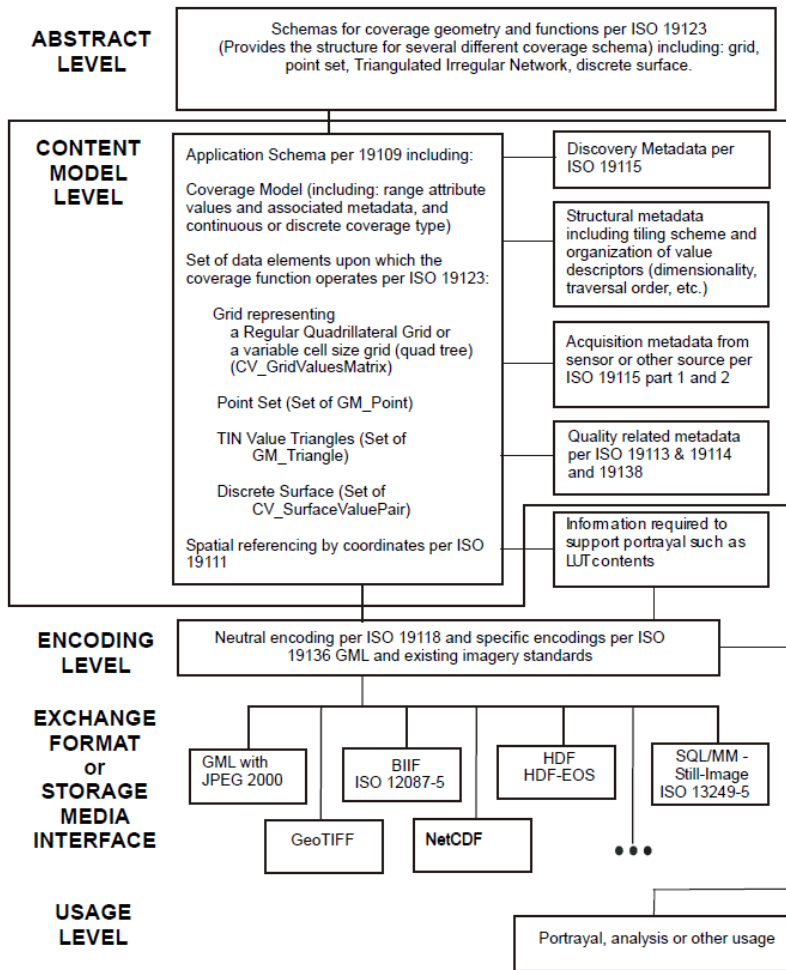 ABSTRACT
LEVEL
Schemas for coverage geometry and functions per ISO 19123
(Provides the structure for several different coverage schema) including: grid,
point set, Triangulated Irregular Network, discrete surface.
CONTENT
MODEL
LEVEL
Application Schema per 19109 including:
Coverage Model (including: range attribute
values and associated metadata, and
continuous or discrete coverage type)
Set of data elements upon which the
coverage function operates per ISO 19123:
Grid representing
a Regular Quadrillateral Grid or
a variable cell size grid (quad tree)
(CV_GridValuesMatrix)
Point Set (Set of GM_Point)
TIN Value Triangles (Set of
GM_Triangle)
Discrete Surface (Set of
CV_SurfaceValuePair)
Spatial referencing by coordinates per ISO
19111
Discovery Metadata per
ISO 19115
Structural metadata
including tiling scheme and
organization of value
descriptors (dimensionality,
traversal order, etc.)
Acquisition metadata from
sensor or other source per
ISO 19115 part 1 and 2
Quality related metadata
per ISO 19113 & 19114
and 19138
Information required to
support portrayal such as
LUT contents
ENCODING
LEVEL
Neutral encoding per ISO 19118 and specific encodings per ISO
19136 GML and existing imagery standards
EXCHANGE
FORMAT
or
STORAGE
MEDIA
INTERFACE
GML with
JPEG 2000
BIIF
ISO 12087-5
HDF
HDF-EOS
SQL/MM -
Still-Image
ISO 13249-5
GeoTIFF
NetCDF
•••
USAGE
LEVEL
Portrayal, analysis or other usage